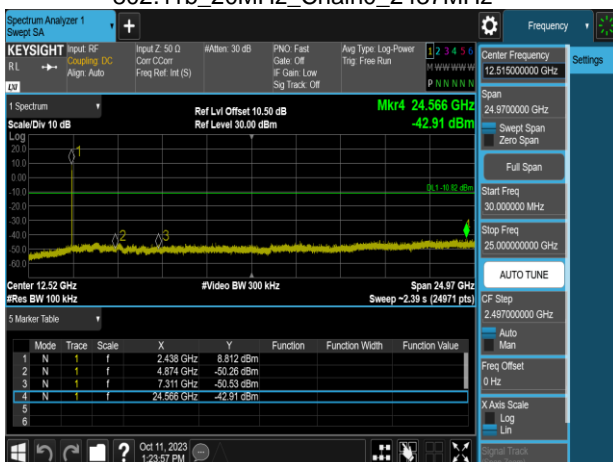 802.11b_20MHz_Chain0_2437MHz
Spectrum Analyzer 1
Swept SA
+
Frequency
KEYSIGHT
Input: RF
Coupling: DC
Align: Auto
Input Z: 50 Ω
Corr CCorr
Freq Ref: Int (S)
#Atten: 30 dB
PNO: Fast
Gate: Off
IF Gain: Low
Sig Track: Off
Avg Type: Log-Power
Trig: Free Run
1 2 3 4 5 6
M WW WW W
P N N N N N
RL
LXI
Center Frequency
12.515000000 GHz
Settings
Span
24.9700000 GHz
Swept Span
Zero Span
Full Span
Start Freq
30.000000 MHz
Stop Freq
25.000000000 GHz
AUTO TUNE
CF Step
2.497000000 GHz
Auto
Man
Freq Offset
0 Hz
X Axis Scale
Log
Lin
Signal Track
1 Spectrum
Scale/Div 10 dB
Ref Lvl Offset 10.50 dB
Ref Level 30.00 dBm
Mkr4 24.566 GHz
-42.91 dBm
Log
20.0
10.0
0.00
-10.0
-20.0
-30.0
-40.0
-50.0
-60.0
1
2
3
4
DL1 -10.82 dBm
Center 12.52 GHz
#Video BW 300 kHz
Span 24.97 GHz
#Res BW 100 kHz
Sweep ~2.39 s (24971 pts)
5 Marker Table
Mode Trace Scale X Y Function Function Width Function Value
1 N 1 f 2.438 GHz 8.812 dBm
2 N 1 f 4.874 GHz -50.26 dBm
3 N 1 f 7.311 GHz -50.53 dBm
4 N 1 f 24.566 GHz -42.91 dBm
5
6
?
Oct 11, 2023
1:23:57 PM